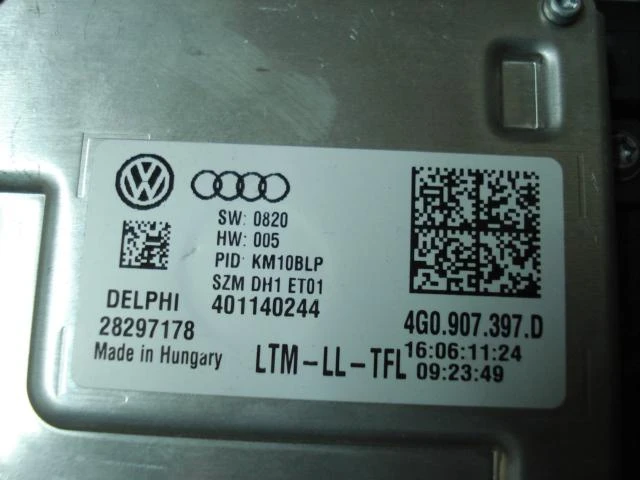 SW: 0820
HW: 005
PID: KM10BLP
SZM DH1 ET01
DELPHI 401140244
28297178
Made in Hungary
LTM-LL-TFL
4G0.907.397.D
16:06:11:24
09:23:49